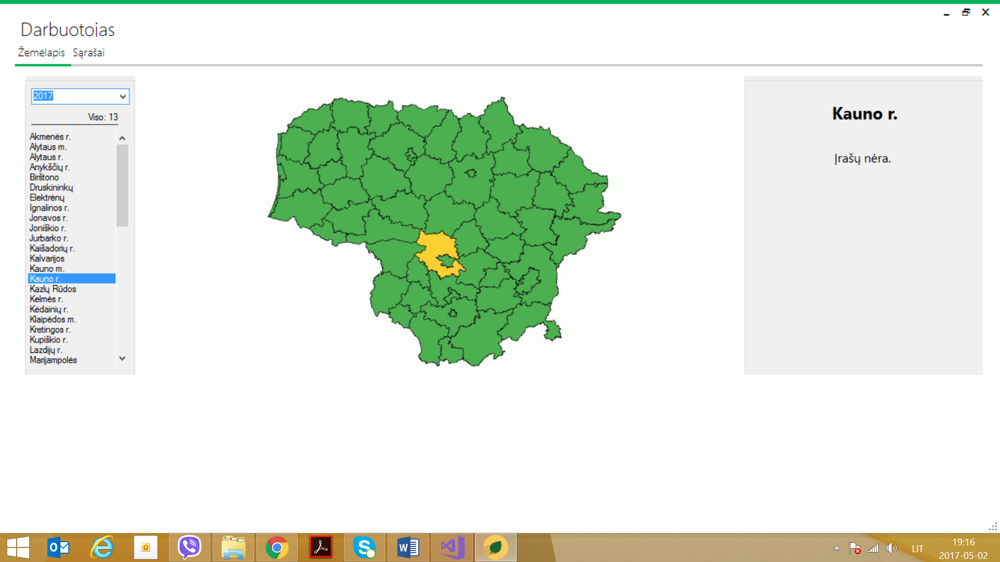 Darbuotojas
Žemėlapis Sąrašai
2017
Viso: 13
Akmenės r.
Alytaus m.
Alytaus r.
Anykščių r.
Birštono
Druskininkų
Elektrėnų
Ignalinos r.
Jonavos r.
Joniškio r.
Jurbarko r.
Kaišadorių r.
Kalvarijos
Kauno m.
Kauno r.
Kazlų Rūdos
Kelmės r.
Kėdainių r.
Klaipėdos m.
Kretingos r.
Kupiškio r.
Lazdijų r.
Marijampolės
Kauno r.
Įrašų nėra.
LIT
19:16
2017-05-02